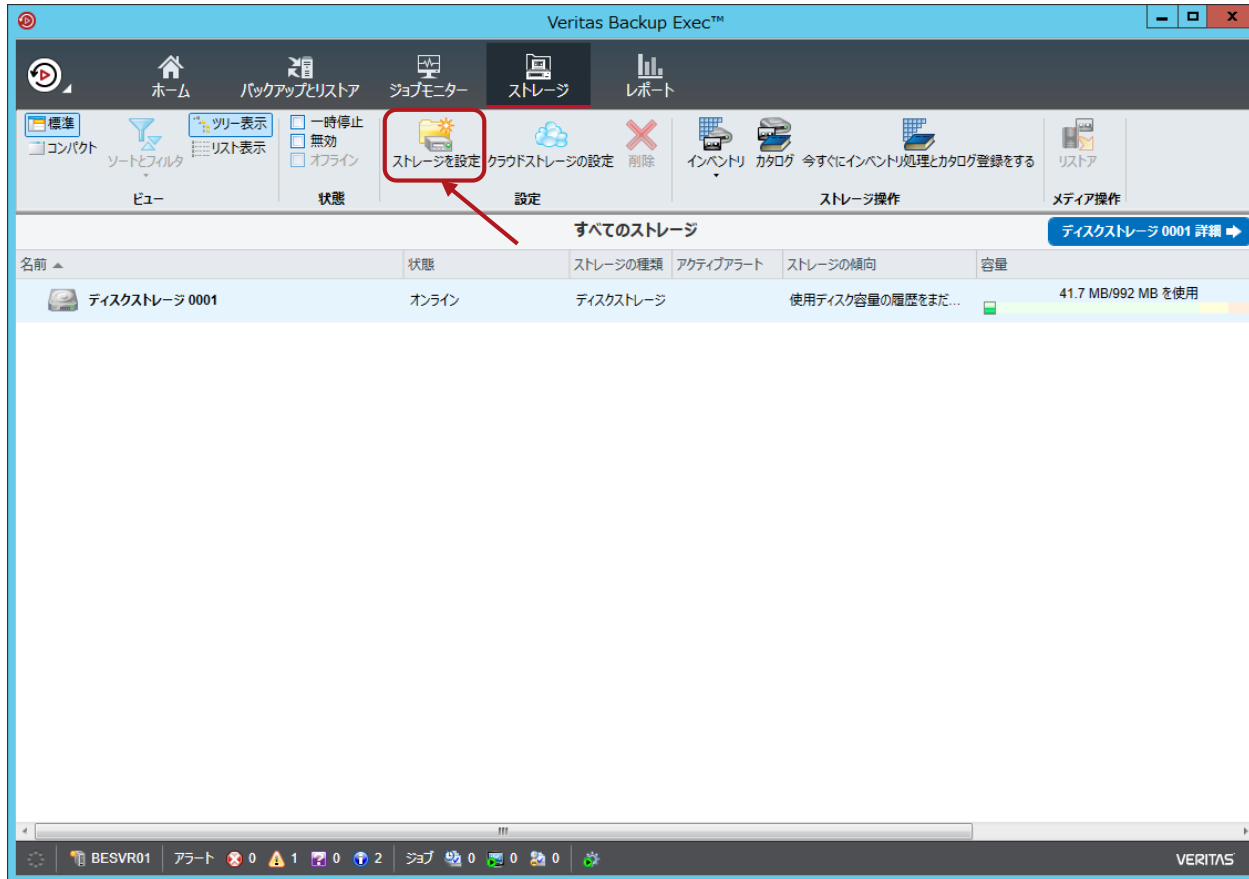 Veritas Backup Exec™
ホーム
バックアップとリストア
ジョブモニター
ストレージ
レポート
標準
コンパクト
ソートとフィルタ
ツリー表示
リスト表示
ビュー
一時停止
無効
オフライン
状態
ストレージを設定
クラウドストレージの設定
削除
設定
インベントリ
カタログ
今すぐにインベントリ処理とカタログ登録をする
ストレージ操作
リストア
メディア操作
すべてのストレージ
ディスクストレージ 0001 詳細
名前 状態 ストレージの種類 アクティブアラート ストレージの傾向 容量
ディスクストレージ 0001 オンライン ディスクストレージ 使用ディスク容量の履歴をまだ... 41.7 MB/992 MB を使用
BESVR01 アラート 0 1 0 2 ジョブ 0 0 0 VERITAS